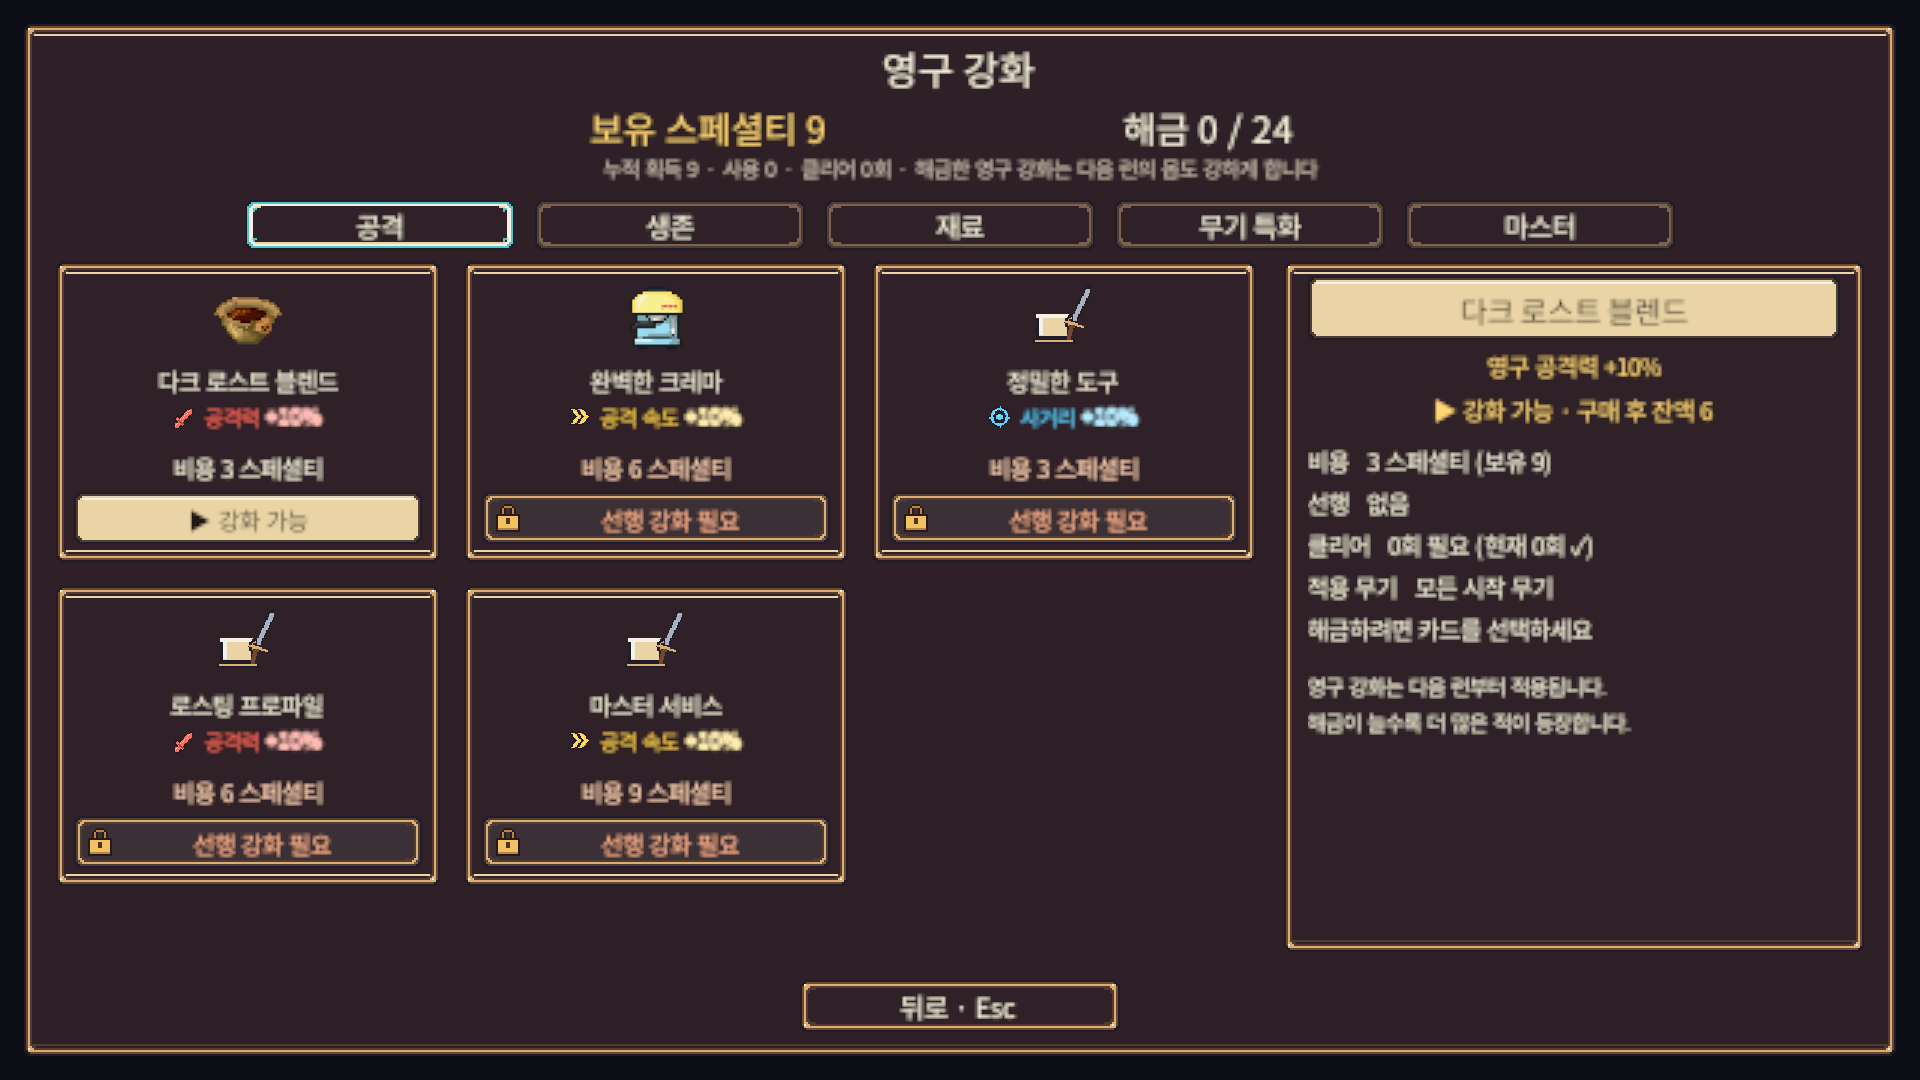 영구 강화
보유 스페셜티 9
해금 0 / 24
누적 획득 9 · 사용 0 · 클리어 0회 · 해금한 영구 강화는 다음 런의 몸도 강하게 합니다
공격
생존
재료
무기 특화
마스터
다크 로스트 블렌드
공격력 +10%
비용 3 스페셜티
▶ 강화 가능
완벽한 크레마
공격 속도 +10%
비용 6 스페셜티
선행 강화 필요
정밀한 도구
사거리 +10%
비용 3 스페셜티
선행 강화 필요
로스팅 프로파일
공격력 +10%
비용 6 스페셜티
선행 강화 필요
마스터 서비스
공격 속도 +10%
비용 9 스페셜티
선행 강화 필요
다크 로스트 블렌드
영구 공격력 +10%
▶ 강화 가능 · 구매 후 잔액 6
비용 3 스페셜티 (보유 9)
선행 없음
클리어 0회 필요 (현재 0회 ✓)
적용 무기 모든 시작 무기
해금하려면 카드를 선택하세요
영구 강화는 다음 런부터 적용됩니다.
해금이 늘수록 더 많은 적이 등장합니다.
뒤로 · Esc